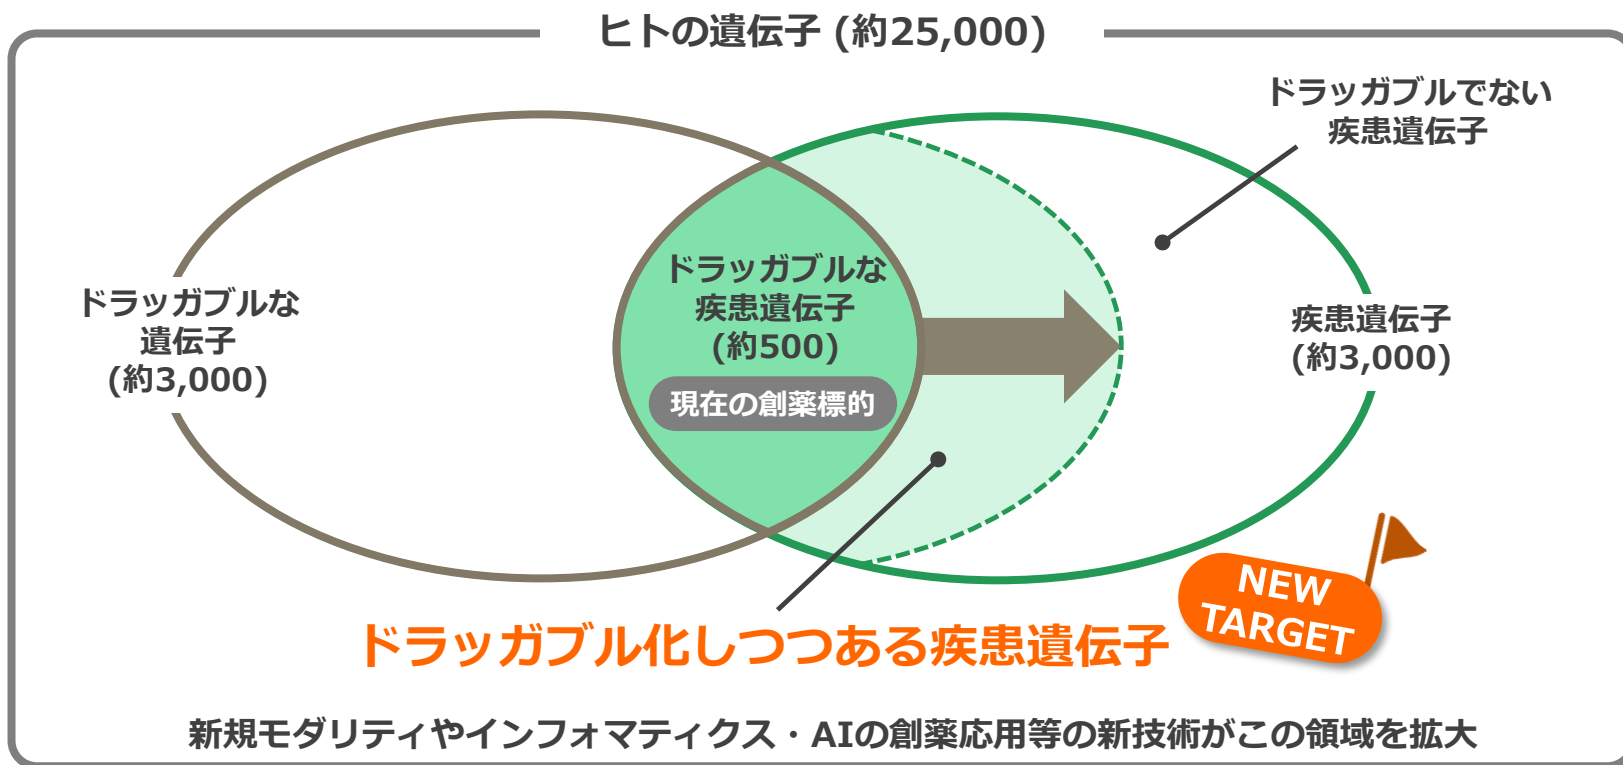 ヒトの遺伝子 (約25,000)
ドラッガブルでない
疾患遺伝子
ドラッガブルな
遺伝子
(約3,000)
ドラッガブルな
疾患遺伝子
(約500)
現在の創薬標的
疾患遺伝子
(約3,000)
NEW
TARGET
ドラッガブル化しつつある疾患遺伝子
新規モダリティやインフォマティクス・AIの創薬応用等の新技術がこの領域を拡大